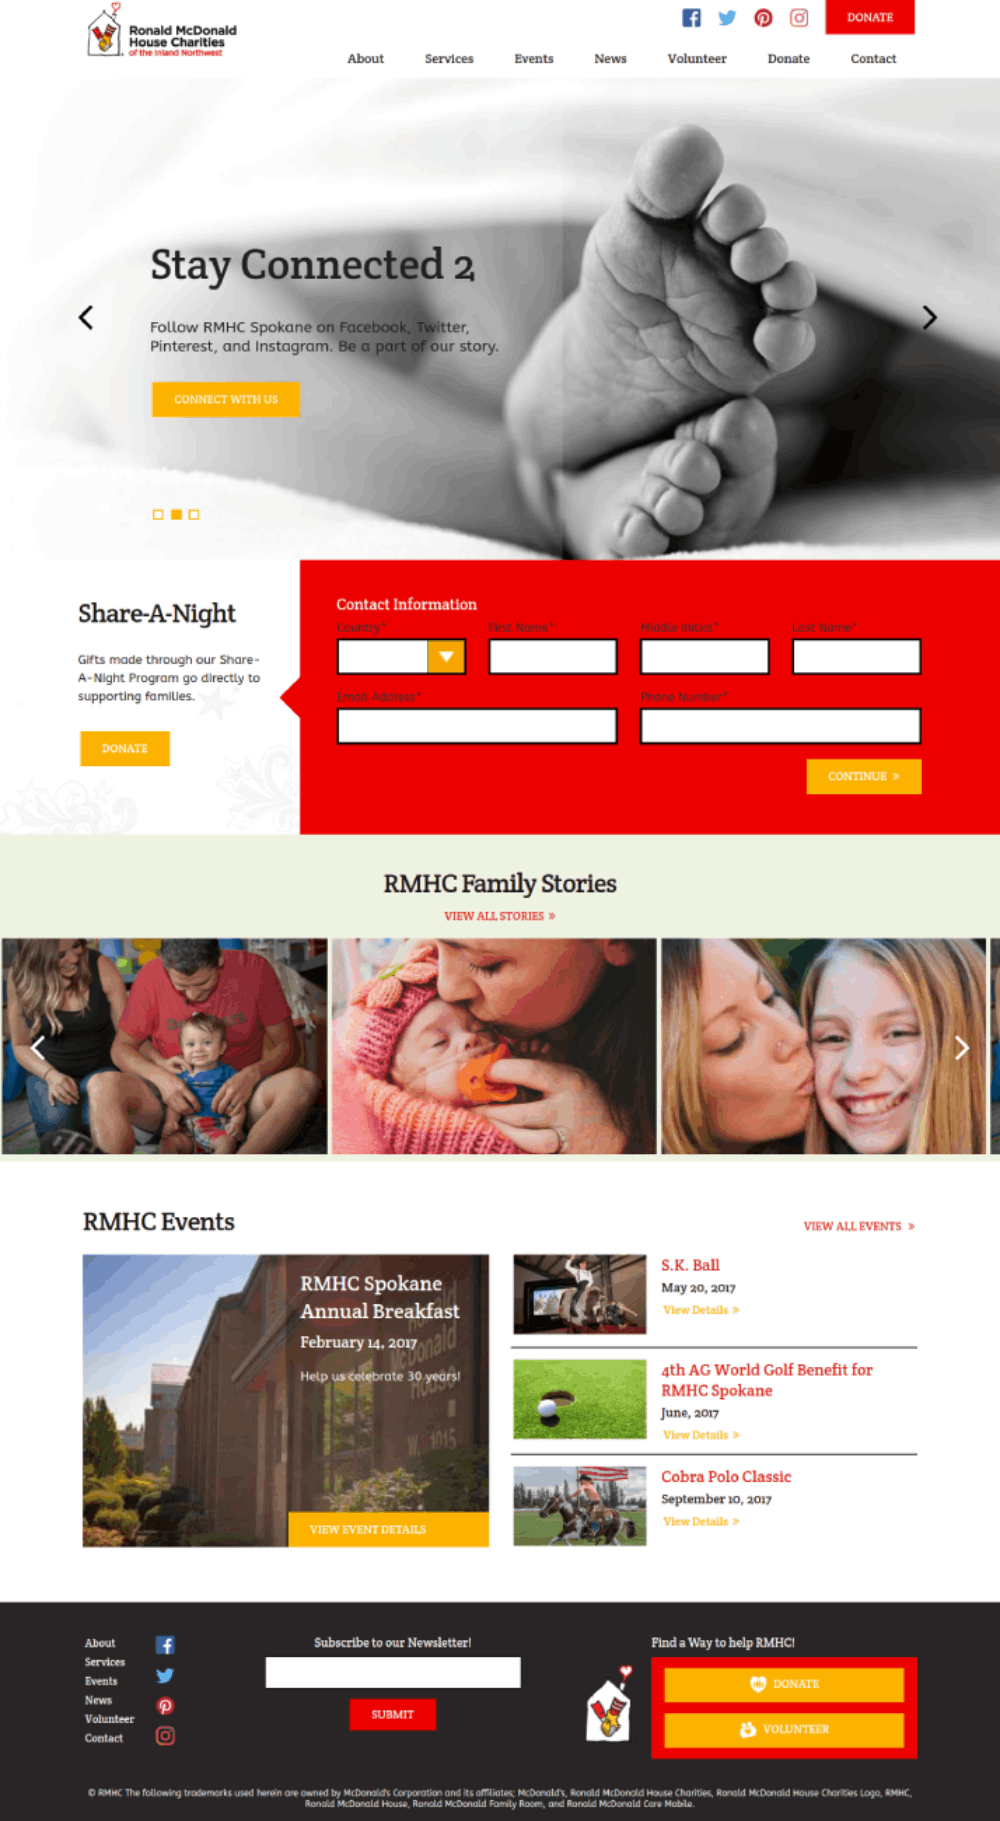 Ronald McDonald
House Charities
of the Inland Northwest
DONATE
About Services Events News Volunteer Donate Contact
Stay Connected 2
Follow RMHC Spokane on Facebook, Twitter,
Pinterest, and Instagram. Be a part of our story.
CONNECT WITH US
Share-A-Night
Gifts made through our Share-
A-Night Program go directly to
supporting families.
DONATE
Contact Information
Country* First Name* Middle Initial* Last Name*
Email Address* Phone Number*
CONTINUE »
RMHC Family Stories
VIEW ALL STORIES »
RMHC Events
VIEW ALL EVENTS »
RMHC Spokane
Annual Breakfast
February 14, 2017
Help us celebrate 30 years!
McDonald
House
W. 1015
VIEW EVENT DETAILS
S.K. Ball
May 20, 2017
View Details »
4th AG World Golf Benefit for
RMHC Spokane
June, 2017
View Details »
Cobra Polo Classic
September 10, 2017
View Details »
About
Services
Events
News
Volunteer
Contact
Subscribe to our Newsletter!
SUBMIT
Find a Way to help RMHC!
DONATE
VOLUNTEER
© RMHC The following trademarks used herein are owned by McDonald's Corporation and its affiliates; McDonald's, Ronald McDonald House Charities, Ronald McDonald House Charities Logo, RMHC,
Ronald McDonald House, Ronald McDonald Family Room, and Ronald McDonald Care Mobile.